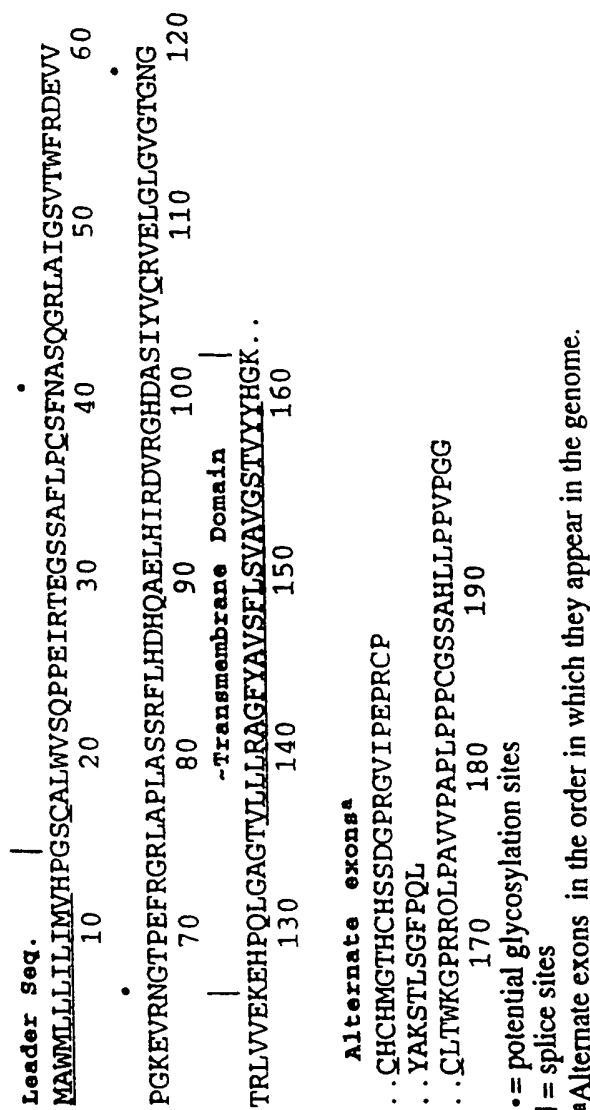 Leader Seq. |
•
MAWMLLLILIMVHPGSCALWVSQPPEIRTEGSSAFLPCSFNASQGRLAIGSVTWFRDEVV
10 20 30 40 50 60
• •
PGKEVRNGTPEFRGRLAPLASSRFLHDHQAELHIRDVRGHDASIYVCRVELGLGVGTGNG
70 80 90 100 110 120
| ~Transmembrane Domain |
TRLVVEKEHPQLGAGTVLLLRAGFYAVSFLSVAVGSTVYYHGK..
130 140 150 160
Alternate exonsª
..CHCHMGTHCHSSDGPRGVIPEPRCP
..YAKSTLSGFPQL
..CLTWKGPRROLPAVVPAPLPPPCGSSAHLLPPVPGG
170 180 190
•= potential glycosylation sites
|= splice sites
ªAlternate exons in the order in which they appear in the genome.